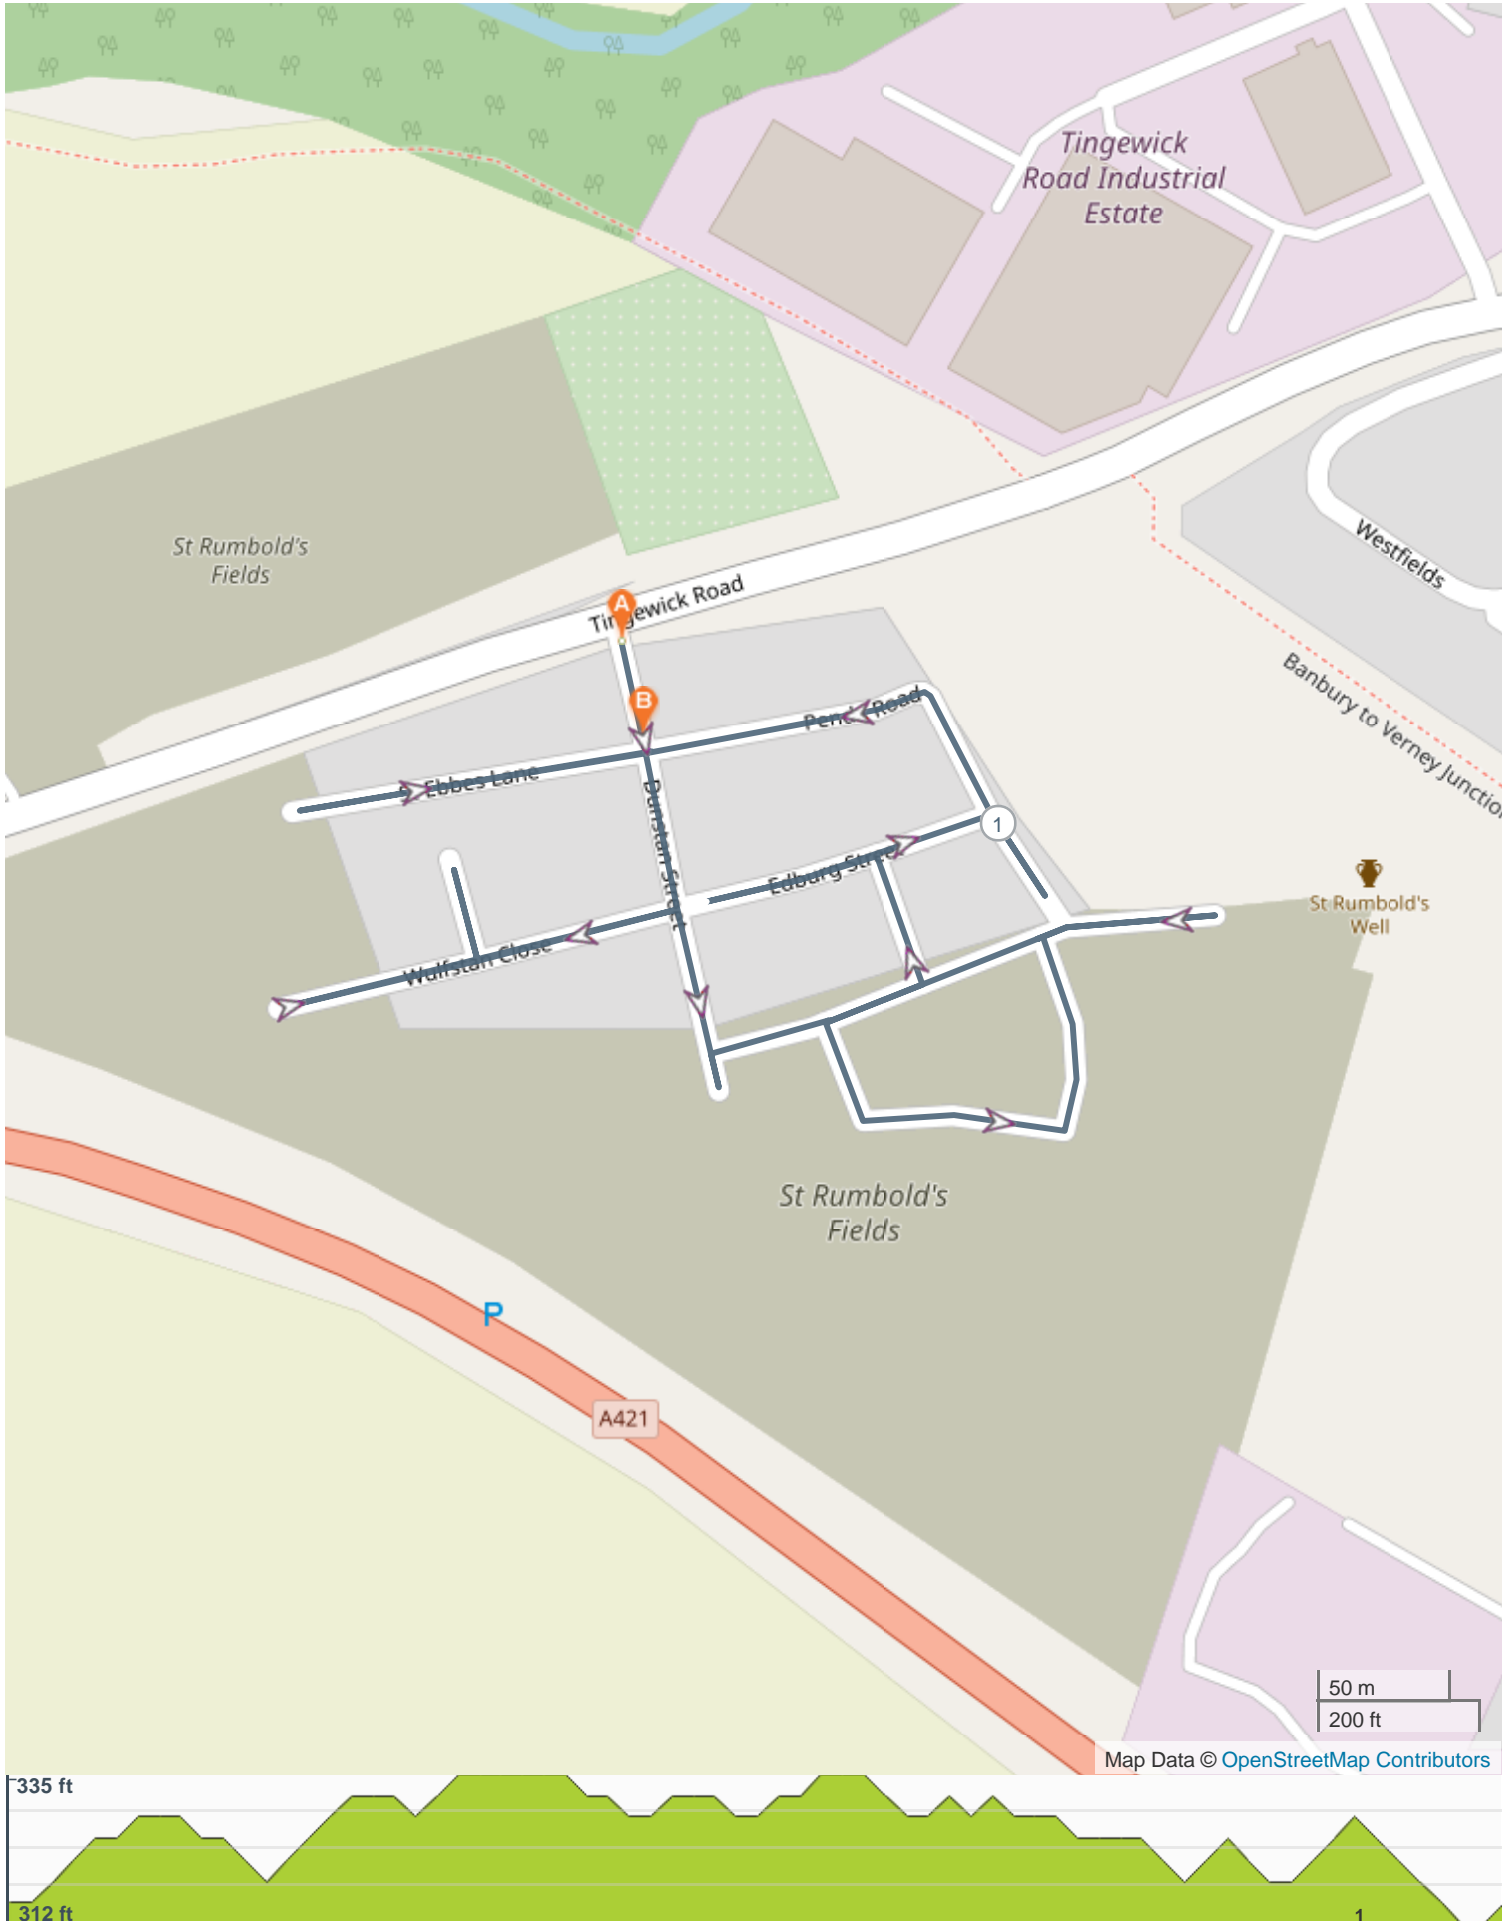 Tingewick
Road Industrial
Estate
St Rumbold's
Fields
Westfields
A
Tingewick Road
B
Banbury to Verney Junction
Road
Ebbes Lane
Dunstan Street
1
Edburg Street
St Rumbold's
Well
Wulfstan Close
St Rumbold's
Fields
P
A421
50 m
200 ft
Map Data © OpenStreetMap Contributors
335 ft
312 ft
1